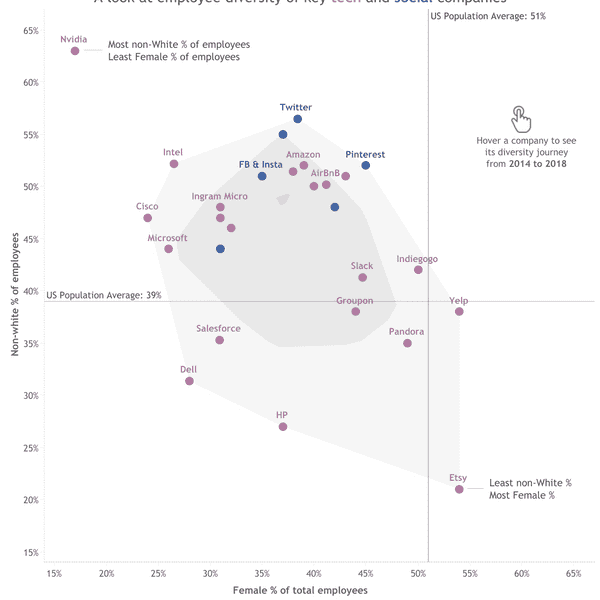 A look at employee diversity of key tech and social companies
US Population Average: 51%
65%
Nvidia
Most non-White % of employees
Least Female % of employees
60%
Twitter
Hover a company to see
its diversity journey
from 2014 to 2018
55%
Intel
Amazon
Pinterest
FB & Insta
AirBnB
50%
Ingram Micro
Cisco
45%
Microsoft
Indiegogo
Slack
40%
US Population Average: 39%
Groupon
Yelp
Salesforce
Pandora
35%
Dell
30%
HP
25%
Etsy
Least non-White %
Most Female %
20%
15%
Non-white % of employees
15% 20% 25% 30% 35% 40% 45% 50% 55% 60% 65%
Female % of total employees